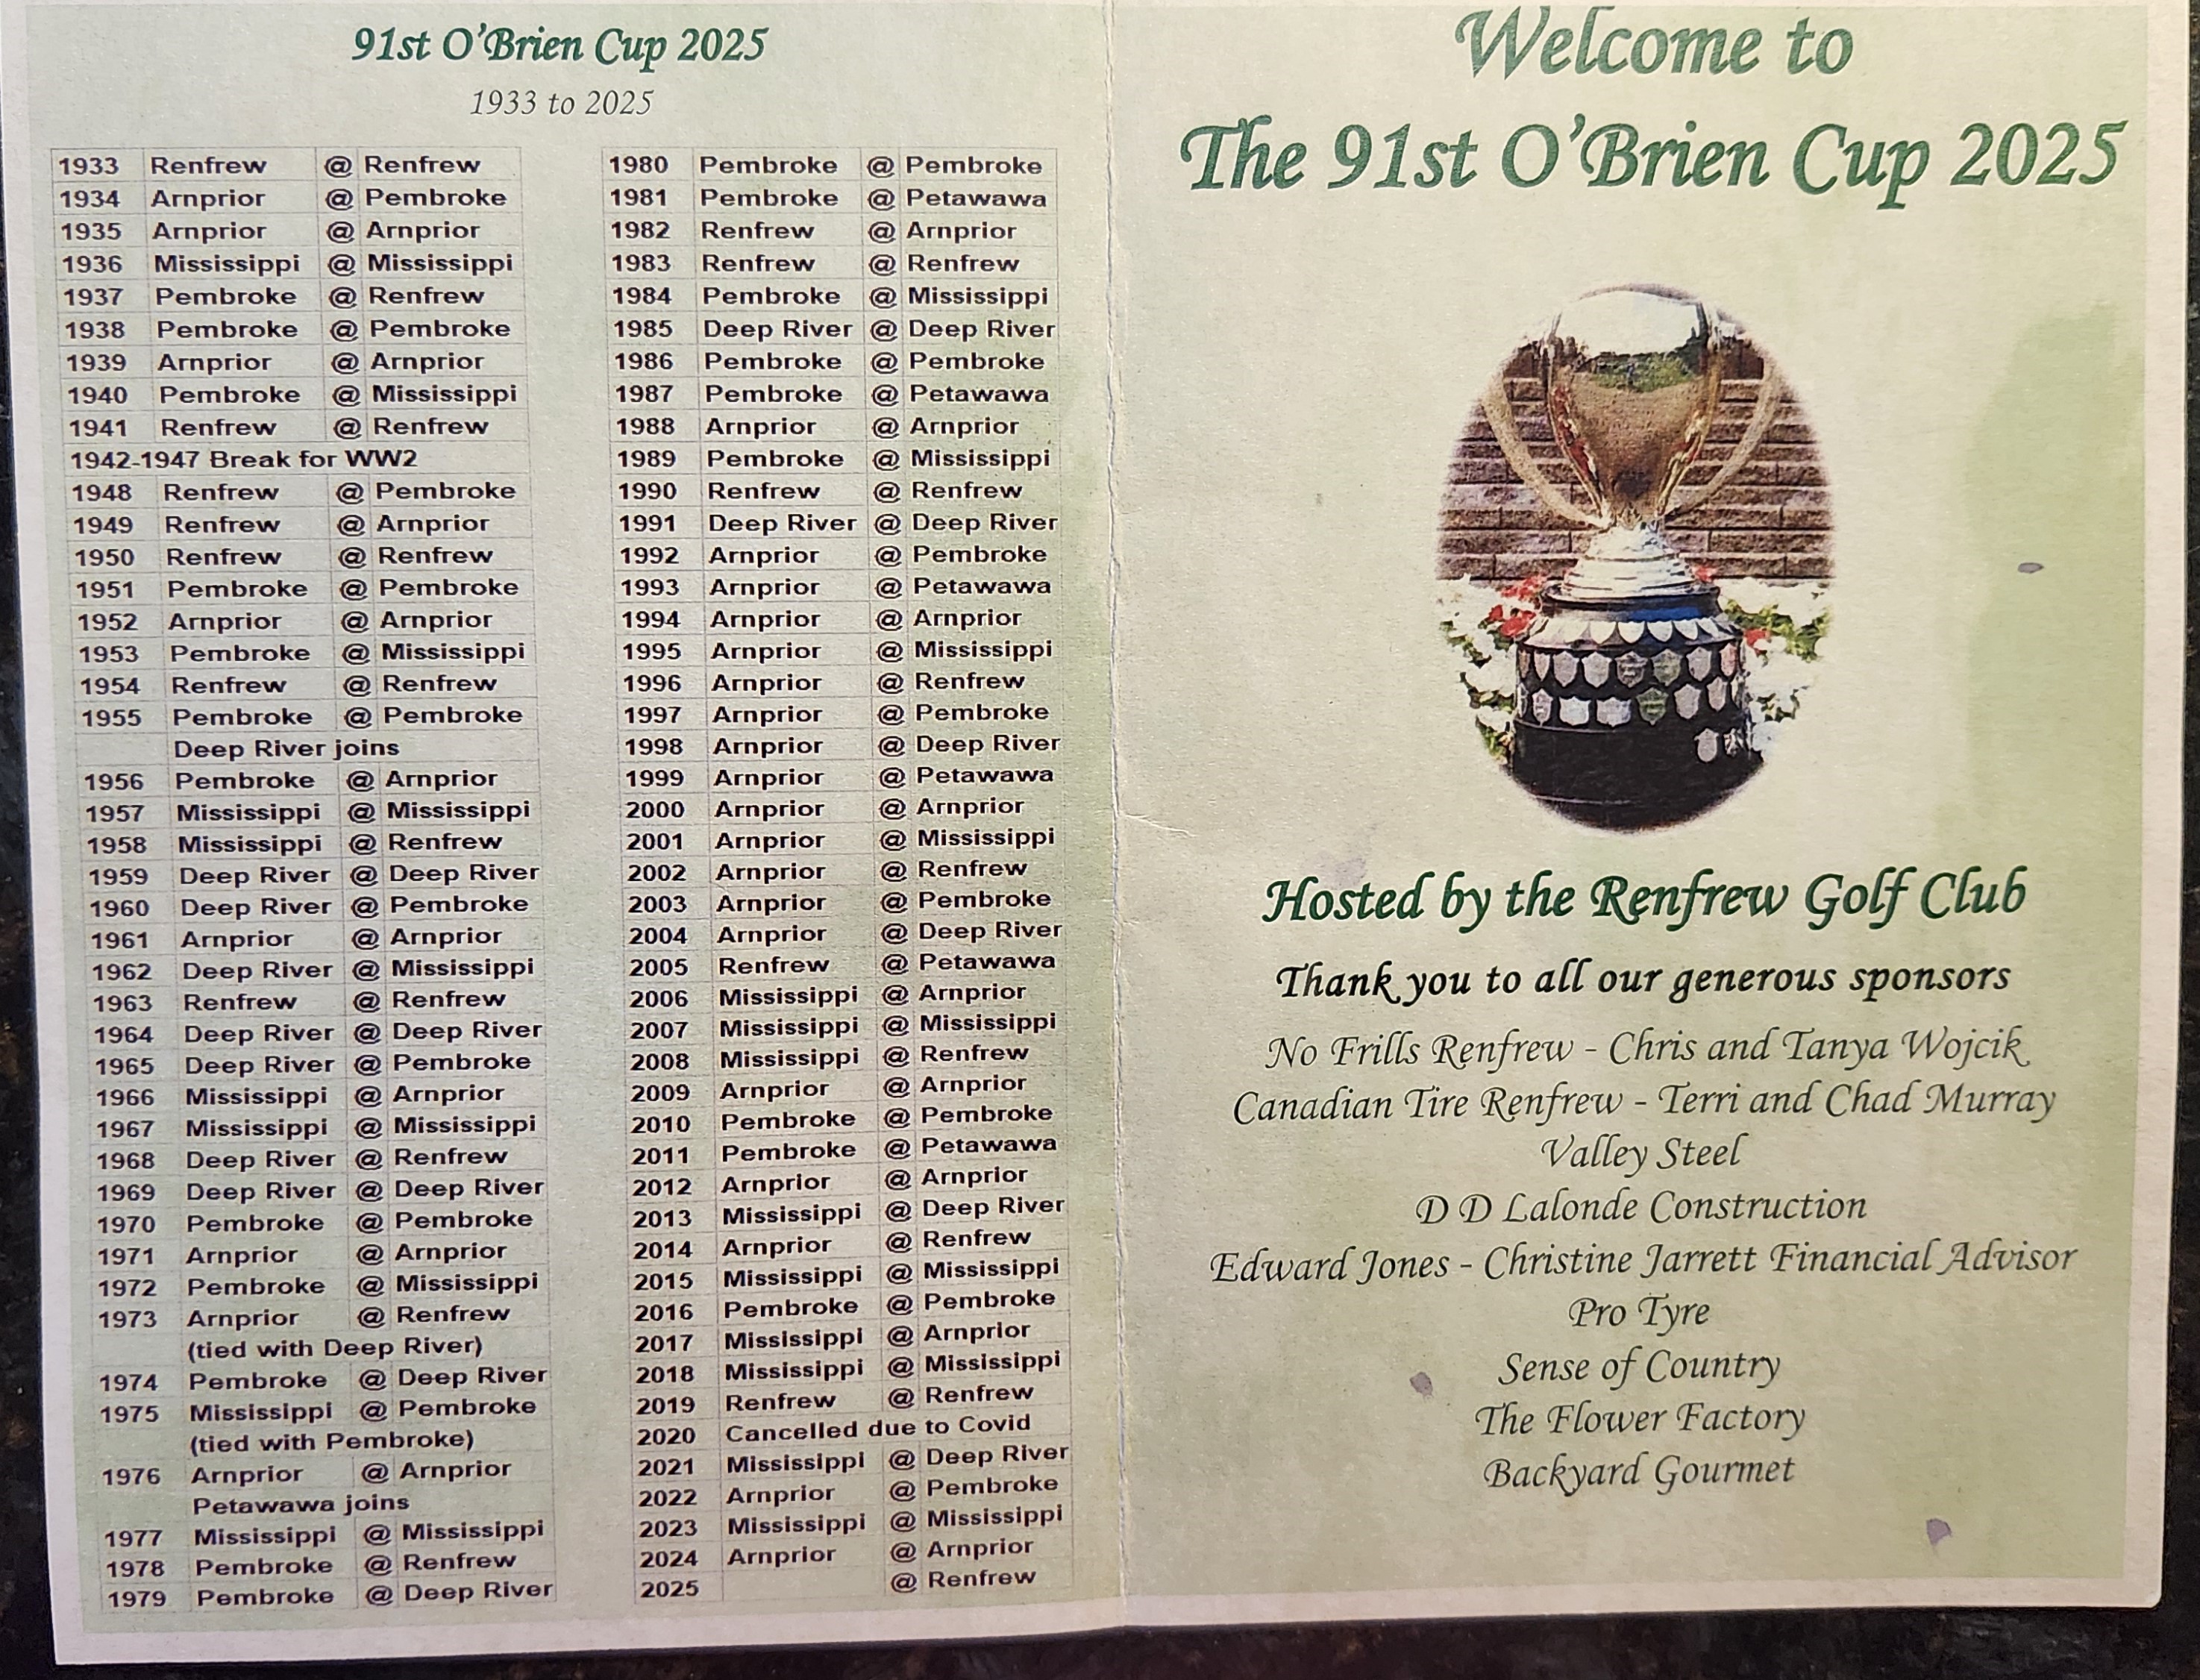 91st O'Brien Cup 2025
1933 to 2025
1933 Renfrew @ Renfrew
1934 Arnprior @ Pembroke
1935 Arnprior @ Arnprior
1936 Mississippi @ Mississippi
1937 Pembroke @ Renfrew
1938 Pembroke @ Pembroke
1939 Arnprior @ Arnprior
1940 Pembroke @ Mississippi
1941 Renfrew @ Renfrew
1942-1947 Break for WW2
1948 Renfrew @ Pembroke
1949 Renfrew @ Arnprior
1950 Renfrew @ Renfrew
1951 Pembroke @ Pembroke
1952 Arnprior @ Arnprior
1953 Pembroke @ Mississippi
1954 Renfrew @ Renfrew
1955 Pembroke @ Pembroke
Deep River joins
1956 Pembroke @ Arnprior
1957 Mississippi @ Mississippi
1958 Mississippi @ Renfrew
1959 Deep River @ Deep River
1960 Deep River @ Pembroke
1961 Arnprior @ Arnprior
1962 Deep River @ Mississippi
1963 Renfrew @ Renfrew
1964 Deep River @ Deep River
1965 Deep River @ Pembroke
1966 Mississippi @ Arnprior
1967 Mississippi @ Mississippi
1968 Deep River @ Renfrew
1969 Deep River @ Deep River
1970 Pembroke @ Pembroke
1971 Arnprior @ Arnprior
1972 Pembroke @ Mississippi
1973 Arnprior @ Renfrew
(tied with Deep River)
1974 Pembroke @ Deep River
1975 Mississippi @ Pembroke
(tied with Pembroke)
1976 Arnprior @ Arnprior
Petawawa joins
1977 Mississippi @ Mississippi
1978 Pembroke @ Renfrew
1979 Pembroke @ Deep River
1980 Pembroke @ Pembroke
1981 Pembroke @ Petawawa
1982 Renfrew @ Arnprior
1983 Renfrew @ Renfrew
1984 Pembroke @ Mississippi
1985 Deep River @ Deep River
1986 Pembroke @ Pembroke
1987 Pembroke @ Petawawa
1988 Arnprior @ Arnprior
1989 Pembroke @ Mississippi
1990 Renfrew @ Renfrew
1991 Deep River @ Deep River
1992 Arnprior @ Pembroke
1993 Arnprior @ Petawawa
1994 Arnprior @ Arnprior
1995 Arnprior @ Mississippi
1996 Arnprior @ Renfrew
1997 Arnprior @ Pembroke
1998 Arnprior @ Deep River
1999 Arnprior @ Petawawa
2000 Arnprior @ Arnprior
2001 Arnprior @ Mississippi
2002 Arnprior @ Renfrew
2003 Arnprior @ Pembroke
2004 Arnprior @ Deep River
2005 Renfrew @ Petawawa
2006 Mississippi @ Arnprior
2007 Mississippi @ Mississippi
2008 Mississippi @ Renfrew
2009 Arnprior @ Arnprior
2010 Pembroke @ Pembroke
2011 Pembroke @ Petawawa
2012 Arnprior @ Arnprior
2013 Mississippi @ Deep River
2014 Arnprior @ Renfrew
2015 Mississippi @ Mississippi
2016 Pembroke @ Pembroke
2017 Mississippi @ Arnprior
2018 Mississippi @ Mississippi
2019 Renfrew @ Renfrew
2020 Cancelled due to Covid
2021 Mississippi @ Deep River
2022 Arnprior @ Pembroke
2023 Mississippi @ Mississippi
2024 Arnprior @ Arnprior
2025 @ Renfrew
Welcome to
The 91st O'Brien Cup 2025
Hosted by the Renfrew Golf Club
Thank you to all our generous sponsors
No Frills Renfrew - Chris and Tanya Wojcik
Canadian Tire Renfrew - Terri and Chad Murray
Valley Steel
D D Lalonde Construction
Edward Jones - Christine Jarrett Financial Advisor
Pro Tyre
Sense of Country
The Flower Factory
Backyard Gourmet